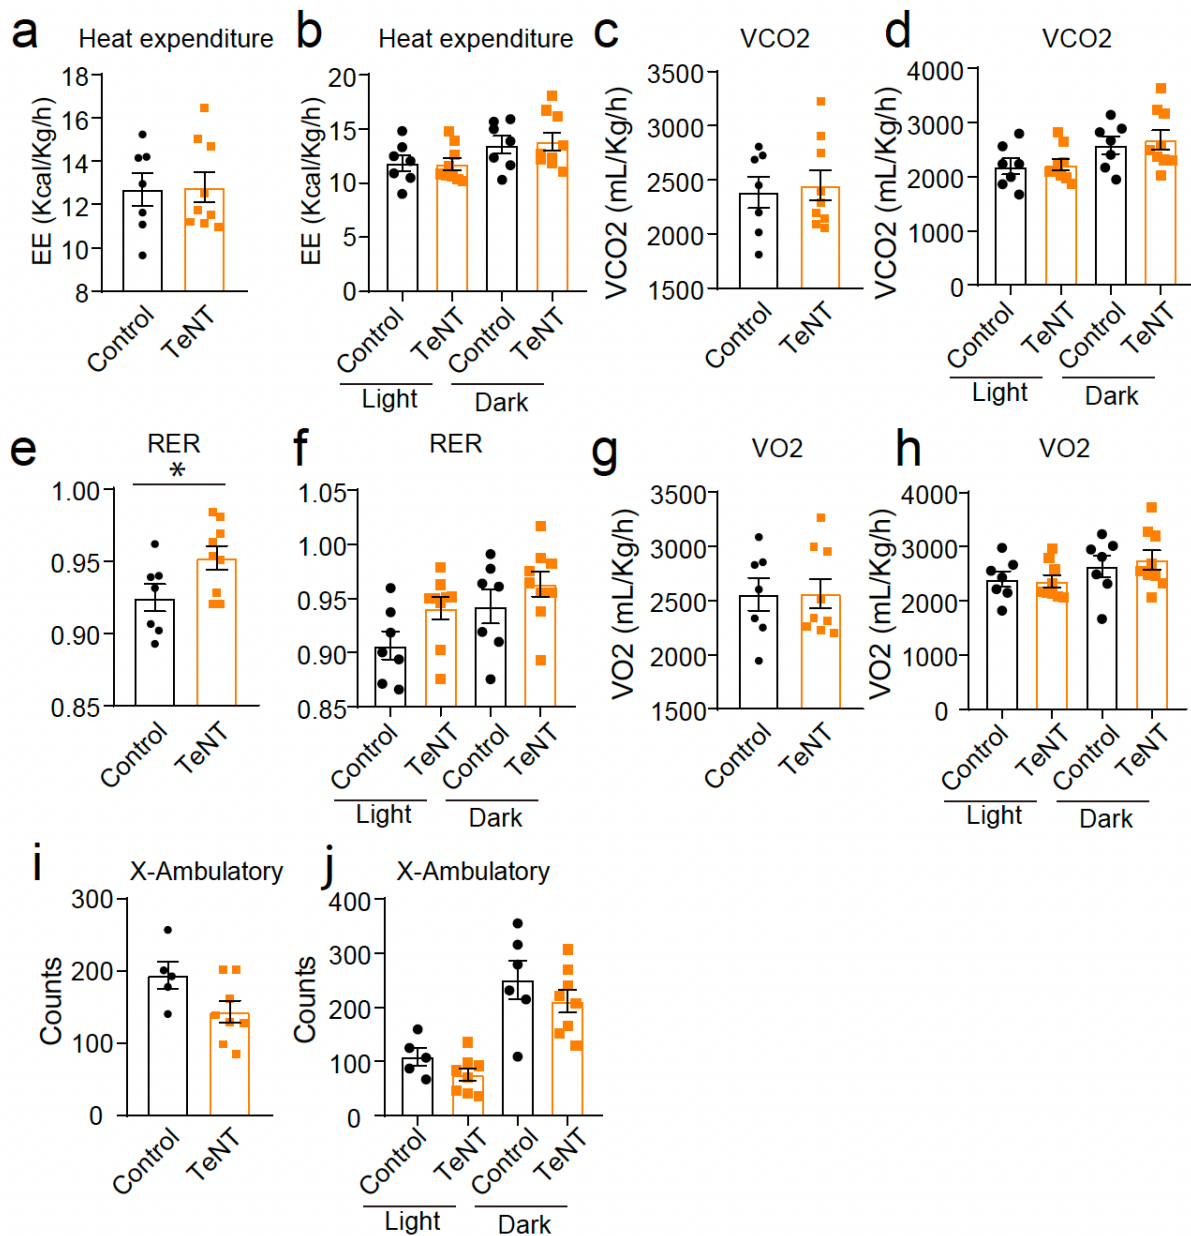 a Heat expenditure
EE (Kcal/Kg/h)
18
16
14
12
10
8
Control
TeNT
b Heat expenditure
EE (Kcal/Kg/h)
20
15
10
5
0
Control
TeNT
Control
TeNT
Light
Dark
c VCO2
VCO2 (mL/Kg/h)
3500
3000
2500
2000
1500
Control
TeNT
d VCO2
VCO2 (mL/Kg/h)
4000
3000
2000
1000
0
Control
TeNT
Control
TeNT
Light
Dark
e RER
*
1.00
0.95
0.90
0.85
Control
TeNT
f RER
1.05
1.00
0.95
0.90
0.85
Control
TeNT
Control
TeNT
Light
Dark
g VO2
VO2 (mL/Kg/h)
3500
3000
2500
2000
1500
Control
TeNT
h VO2
VO2 (mL/Kg/h)
4000
3000
2000
1000
0
Control
TeNT
Control
TeNT
Light
Dark
i X-Ambulatory
Counts
300
200
100
0
Control
TeNT
j X-Ambulatory
Counts
400
300
200
100
0
Control
TeNT
Control
TeNT
Light
Dark